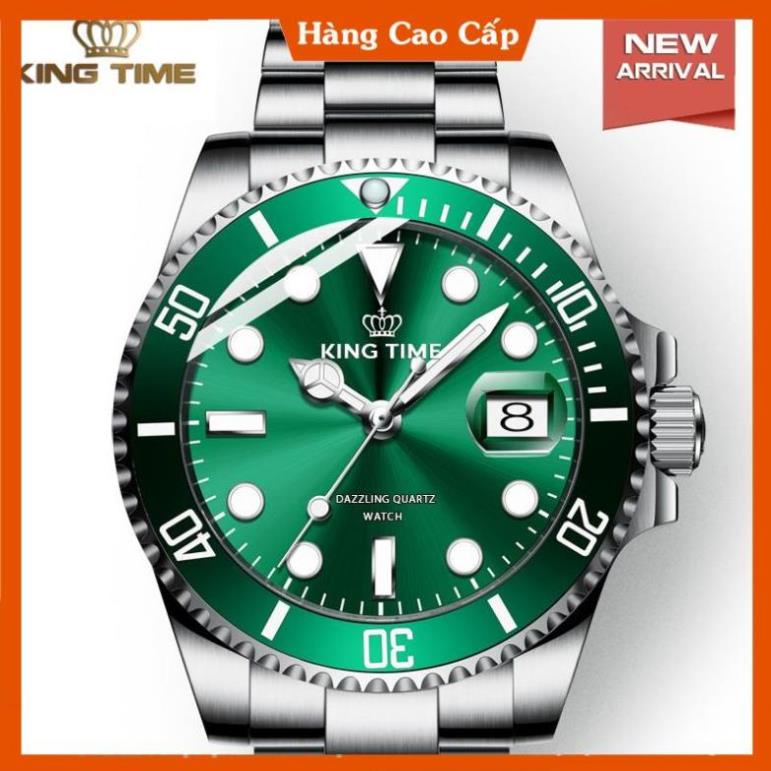 Hàng Cao Cấp
KING TIME
NEW
ARRIVAL
10
50
KING TIME
8
DAZZLING QUARTZ
WATCH
20
40
30